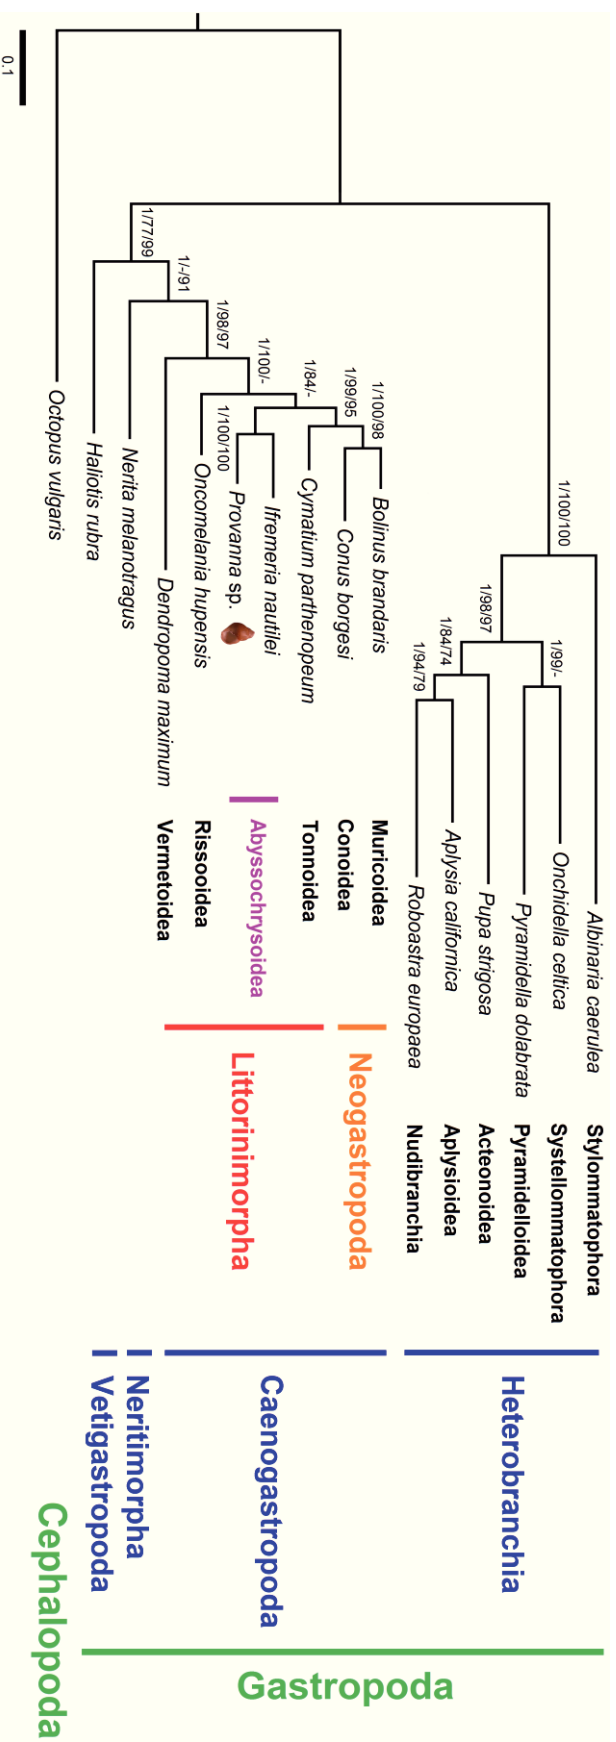 Albinaria caerulea
Onchidella celtica
Pyramidella dolabrata
Pupa strigosa
Aplysia californica
Roboastra europaea
Bolinus brandaris
Conus borgesi
Cymatium parthenopeum
Ifremeria nautilei
Provanna sp.
Oncomelania hupensis
Dendropoma maximum
Nerita melanotragus
Haliotis rubra
Octopus vulgaris
1/100/100
1/99/-
1/98/97
1/84/74
1/94/79
1/100/98
1/99/95
1/84/-
1/100/-
1/100/100
1/98/97
1/-/91
1/77/99
0.1
Stylommatophora
Systellommatophora
Pyramidelloidea
Acteonoidea
Aplysioidea
Nudibranchia
Muricoidea
Conoidea
Tonnoidea
Abyssochrysoidea
Rissooidea
Vermetoidea
Neogastropoda
Littorinimorpha
Heterobranchia
Caenogastropoda
Neritimorpha
Vetigastropoda
Gastropoda
Cephalopoda